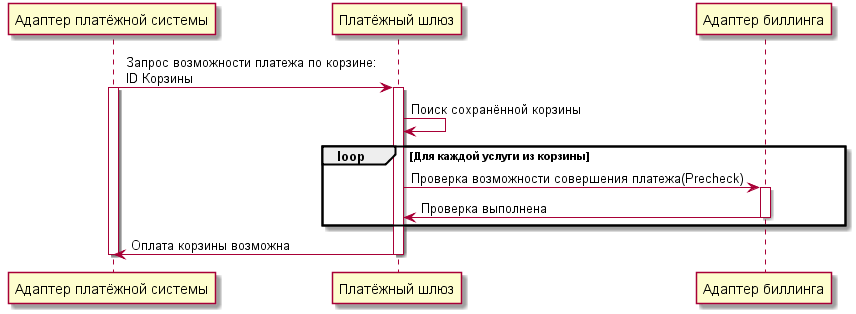 Адаптер платёжной системы
Платёжный шлюз
Адаптер биллинга
Запрос возможности платежа по корзине:
ID Корзины
Поиск сохранённой корзины
loop
[Для каждой услуги из корзины]
Проверка возможности совершения платежа(Precheck)
Проверка выполнена
Оплата корзины возможна
Адаптер платёжной системы
Платёжный шлюз
Адаптер биллинга